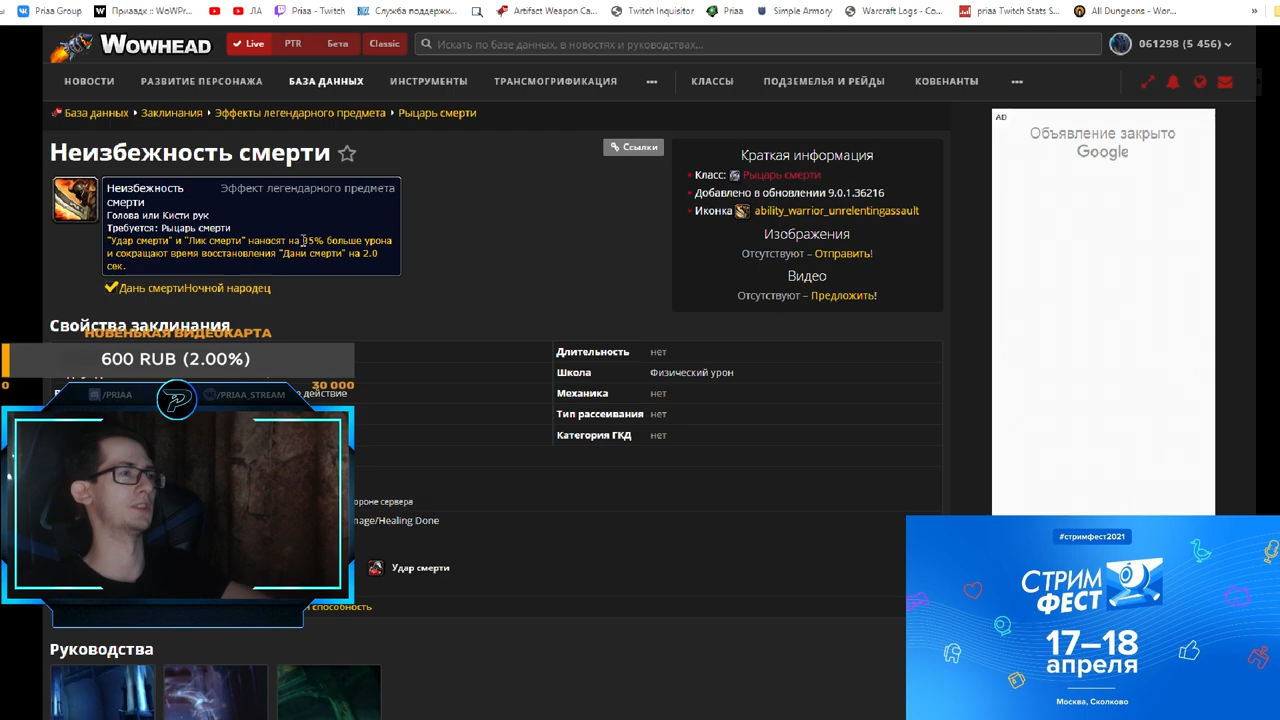 Priaa Group
Приаадк :: WoWPr...
ЛА
Priaa - Twitch
Служба поддержк...
Artifact Weapon Ca...
Twitch Inquisitor
Priaa
Simple Armory
Warcraft Logs - Co...
priaa Twitch Stats S...
All Dungeons - Wor...
»
WOWHEAD
Live
PTR
Бета
Classic
Искать по базе данных, в новостях и руководствах...
061298 (5 456)
НОВОСТИ
РАЗВИТИЕ ПЕРСОНАЖА
БАЗА ДАННЫХ
ИНСТРУМЕНТЫ
ТРАНСМОГРИФИКАЦИЯ
КЛАССЫ
ПОДЗЕМЕЛЬЯ И РЕЙДЫ
КОВЕНАНТЫ
База данных › Заклинания › Эффекты легендарного предмета › Рыцарь смерти
Неизбежность смерти
Ссылки
Неизбежность смерти
Эффект легендарного предмета
Голова или Кисти рук
Требуется: Рыцарь смерти
"Удар смерти" и "Лик смерти" наносят на 35% больше урона
и сокращают время восстановления "Дани смерти" на 2.0
сек.
Дань смертиНочной народец
Краткая информация
Класс: Рыцарь смерти
Добавлено в обновлении 9.0.1.36216
Иконка ability_warrior_unrelentingassault
Изображения
Отсутствуют – Отправить!
Видео
Отсутствуют – Предложить!
AD
Объявление закрыто
Google
Свойства заклинания
НОВЕНЬКАЯ ВИДЕОКАРТА
600 RUB (2.00%)
0
30 000
/PRIAA
/PRIAA_STREAM
действие
Длительность нет
Школа Физический урон
Механика нет
Тип рассеивания нет
Категория ГКД нет
ороне сервера
mage/Healing Done
Удар смерти
способность
Руководства
#стримфест2021
СТРИМ
ФЕСТ
17–18
апреля
Москва, Сколково